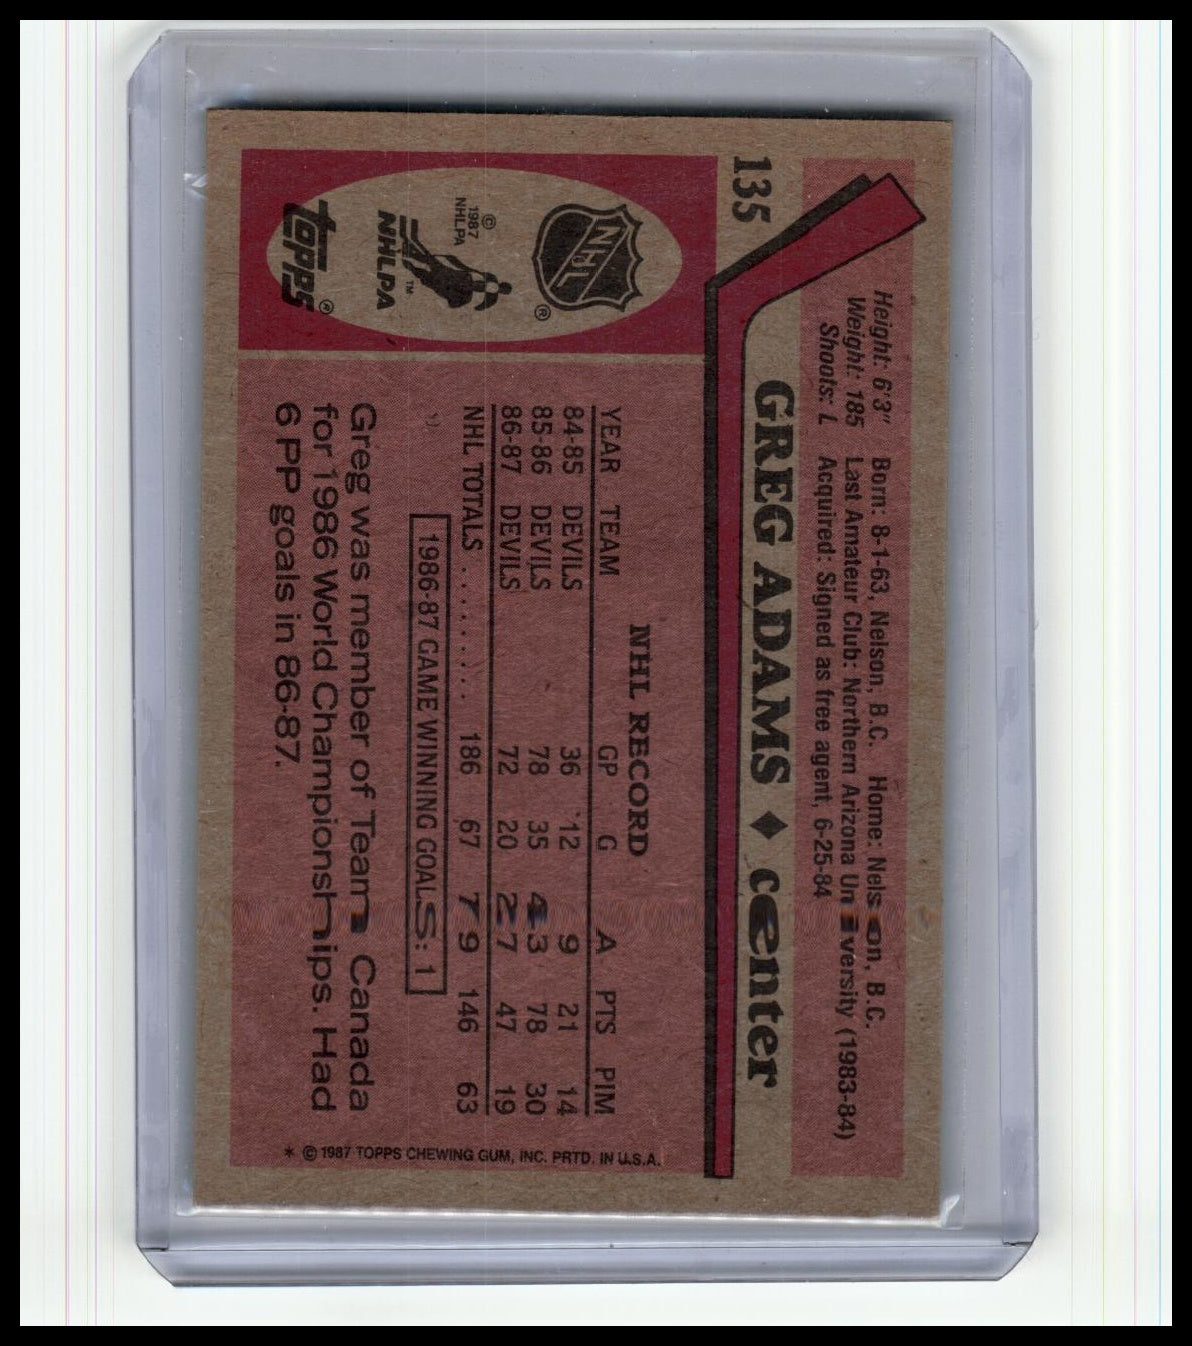 135
Height: 6'3" Born: 8-1-63, Nelson, B.C. Home: Nelson, B.C.
Weight: 185 Last Amateur Club: Northern Arizona University (1983-84)
Shoots: L Acquired: Signed as free agent, 6-25-84
GREG ADAMS ♦ center
NHL ®
© 1987 NHLPA
NHLPA ™
TOPPS ®
NHL RECORD
YEAR TEAM GP G A PTS PIM
84-85 DEVILS 36 12 9 21 14
85-86 DEVILS 78 35 43 78 30
86-87 DEVILS 72 20 27 47 19
NHL TOTALS ......... 186 67 79 146 63
1986-87 GAME WINNING GOALS: 1
Greg was member of Team Canada
for 1986 World Championships. Had
6 PP goals in 86-87.
* © 1987 TOPPS CHEWING GUM, INC. PRTD. IN U.S.A.